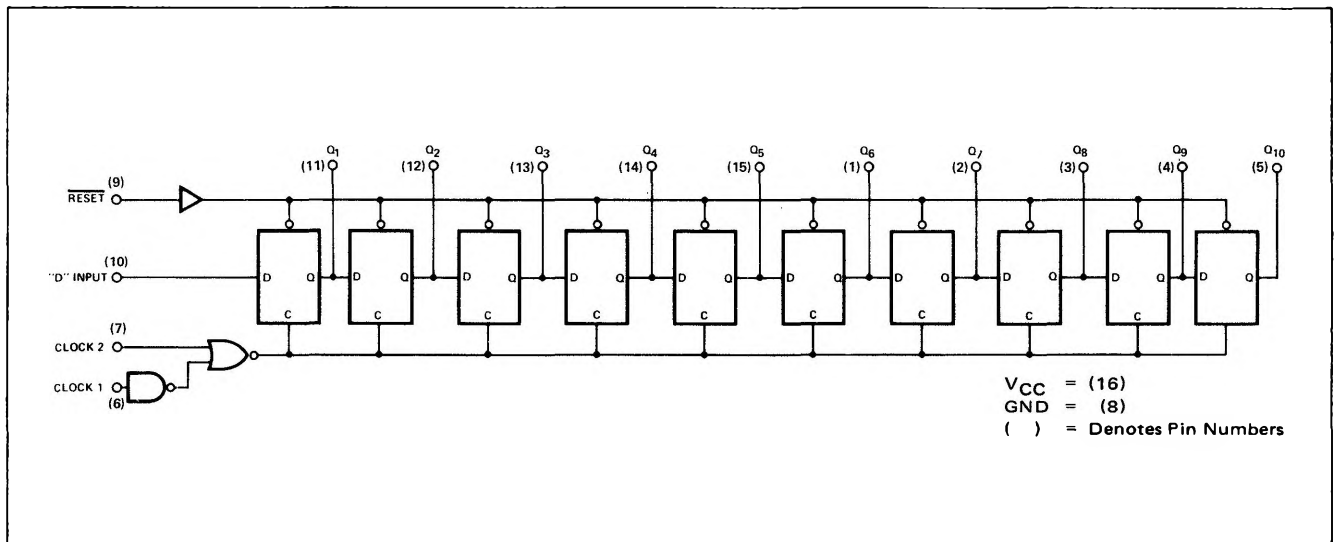 Q1 Q2 Q3 Q4 Q5 Q6 Q7 Q8 Q9 Q10
(11) (12) (13) (14) (15) (1) (2) (3) (4) (5)
(9)
RESET
(10)
"D" INPUT
D D Q D Q D Q D Q D Q D Q D Q D Q D
C C C C C C C C C
(7)
CLOCK 2
CLOCK 1
(6)
VCC = (16)
GND = (8)
( ) = Denotes Pin Numbers